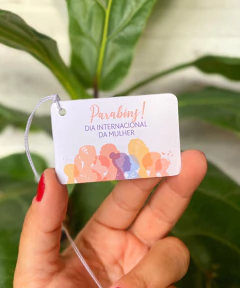 Parabéns!
DIA INTERNACIONAL
DA MULHER